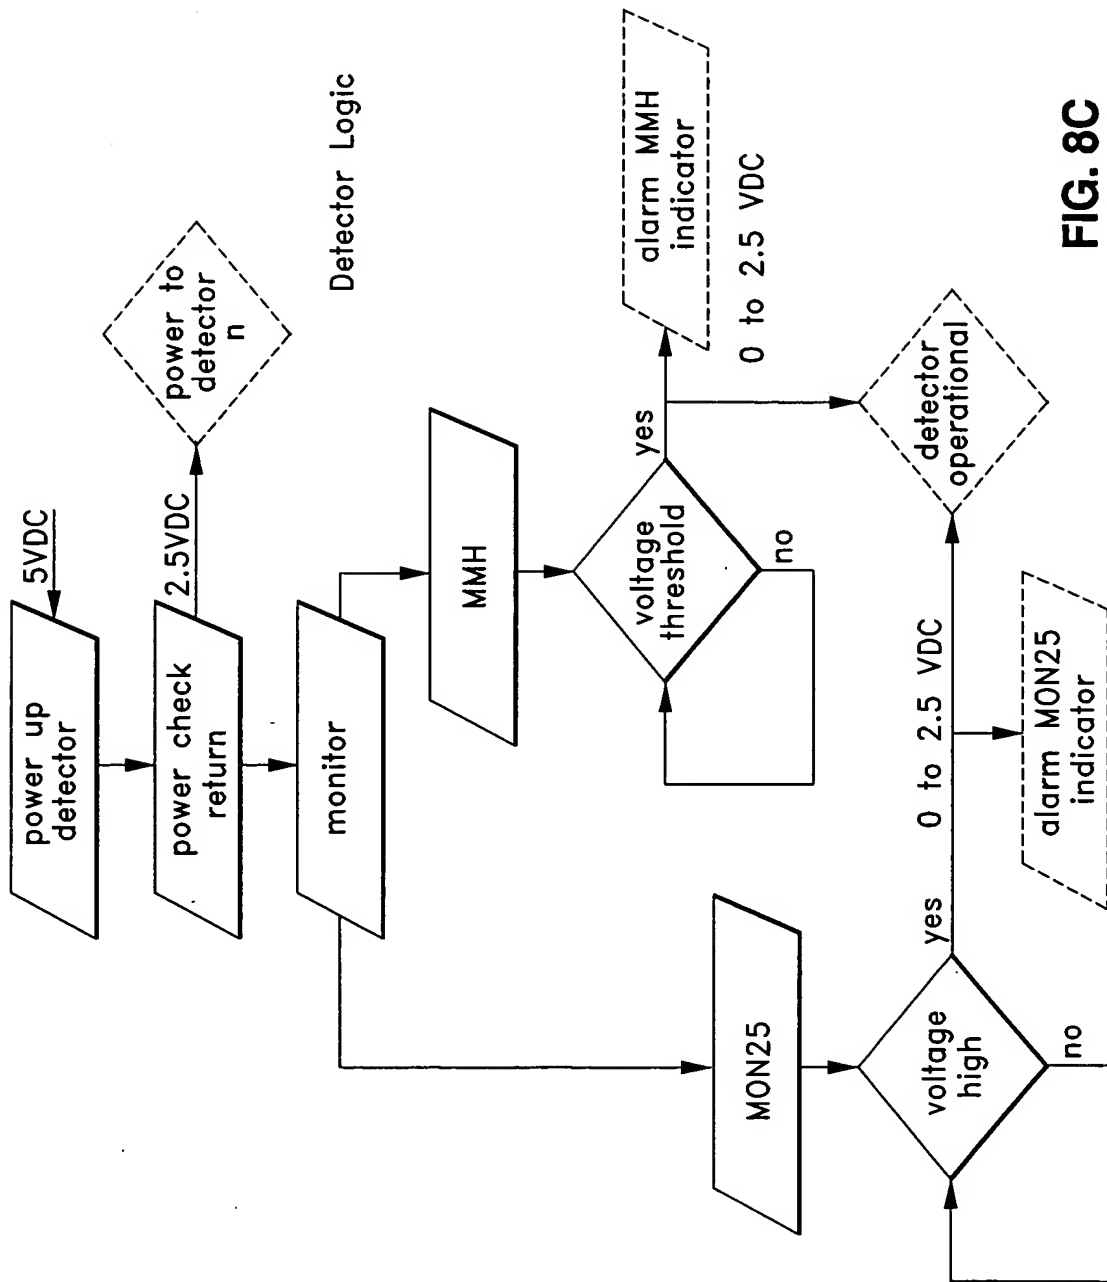 5VDC
power up
detector
power to
detector
n
2.5VDC
power check
return
Detector Logic
monitor
MMH
alarm MMH
indicator
0 to 2.5 VDC
yes
voltage
threshold
no
MON25
detector
operational
0 to 2.5 VDC
yes
voltage
high
no
alarm MON25
indicator
FIG. 8C